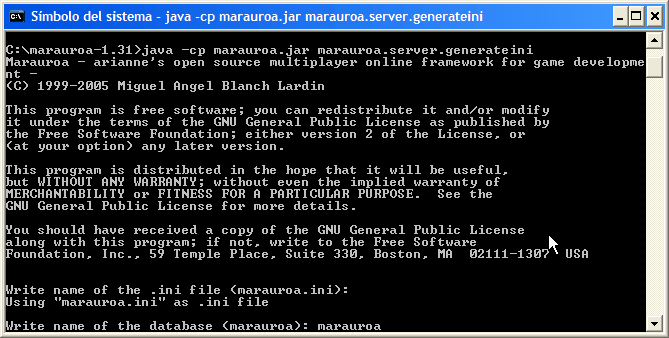 Símbolo del sistema - java -cp marauroa.jar marauroa.server.generateini
C:\marauroa-1.31>java -cp marauroa.jar marauroa.server.generateini
Marauroa - arianne's open source multiplayer online framework for game developme
nt -
(C) 1999-2005 Miguel Angel Blanch Lardin
This program is free software; you can redistribute it and/or modify
it under the terms of the GNU General Public License as published by
the Free Software Foundation; either version 2 of the License, or
(at your option) any later version.
This program is distributed in the hope that it will be useful,
but WITHOUT ANY WARRANTY; without even the implied warranty of
MERCHANTABILITY or FITNESS FOR A PARTICULAR PURPOSE.  See the
GNU General Public License for more details.
You should have received a copy of the GNU General Public License
along with this program; if not, write to the Free Software
Foundation, Inc., 59 Temple Place, Suite 330, Boston, MA  02111-1307  USA
Write name of the .ini file (marauroa.ini):
Using "marauroa.ini" as .ini file
Write name of the database (marauroa): marauroa